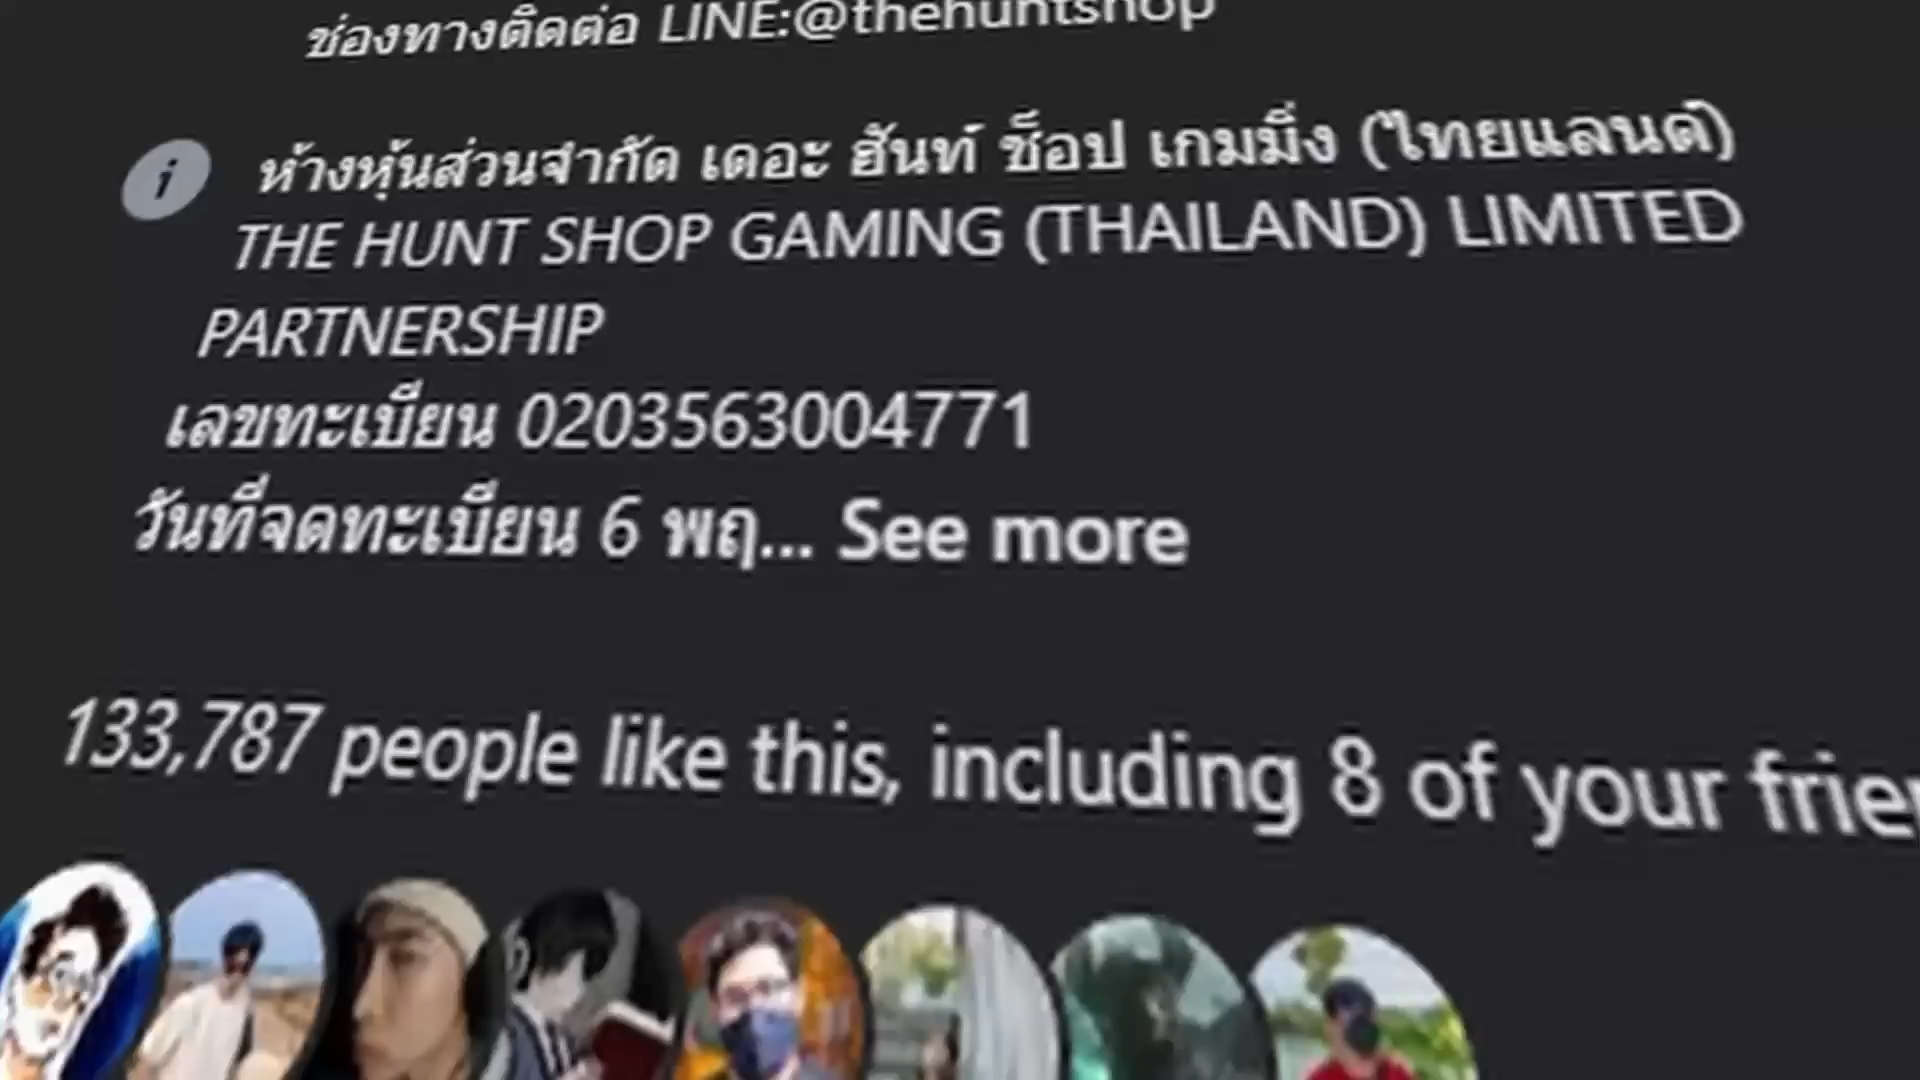 ช่องทางติดต่อ LINE:@thehuntshop
i ห้างหุ้นส่วนจำกัด เดอะ ฮันท์ ช็อป เกมมิ่ง (ไทยแลนด์)
THE HUNT SHOP GAMING (THAILAND) LIMITED
PARTNERSHIP
เลขทะเบียน 0203563004771
วันที่จดทะเบียน 6 พฤ... See more
133,787 people like this, including 8 of your